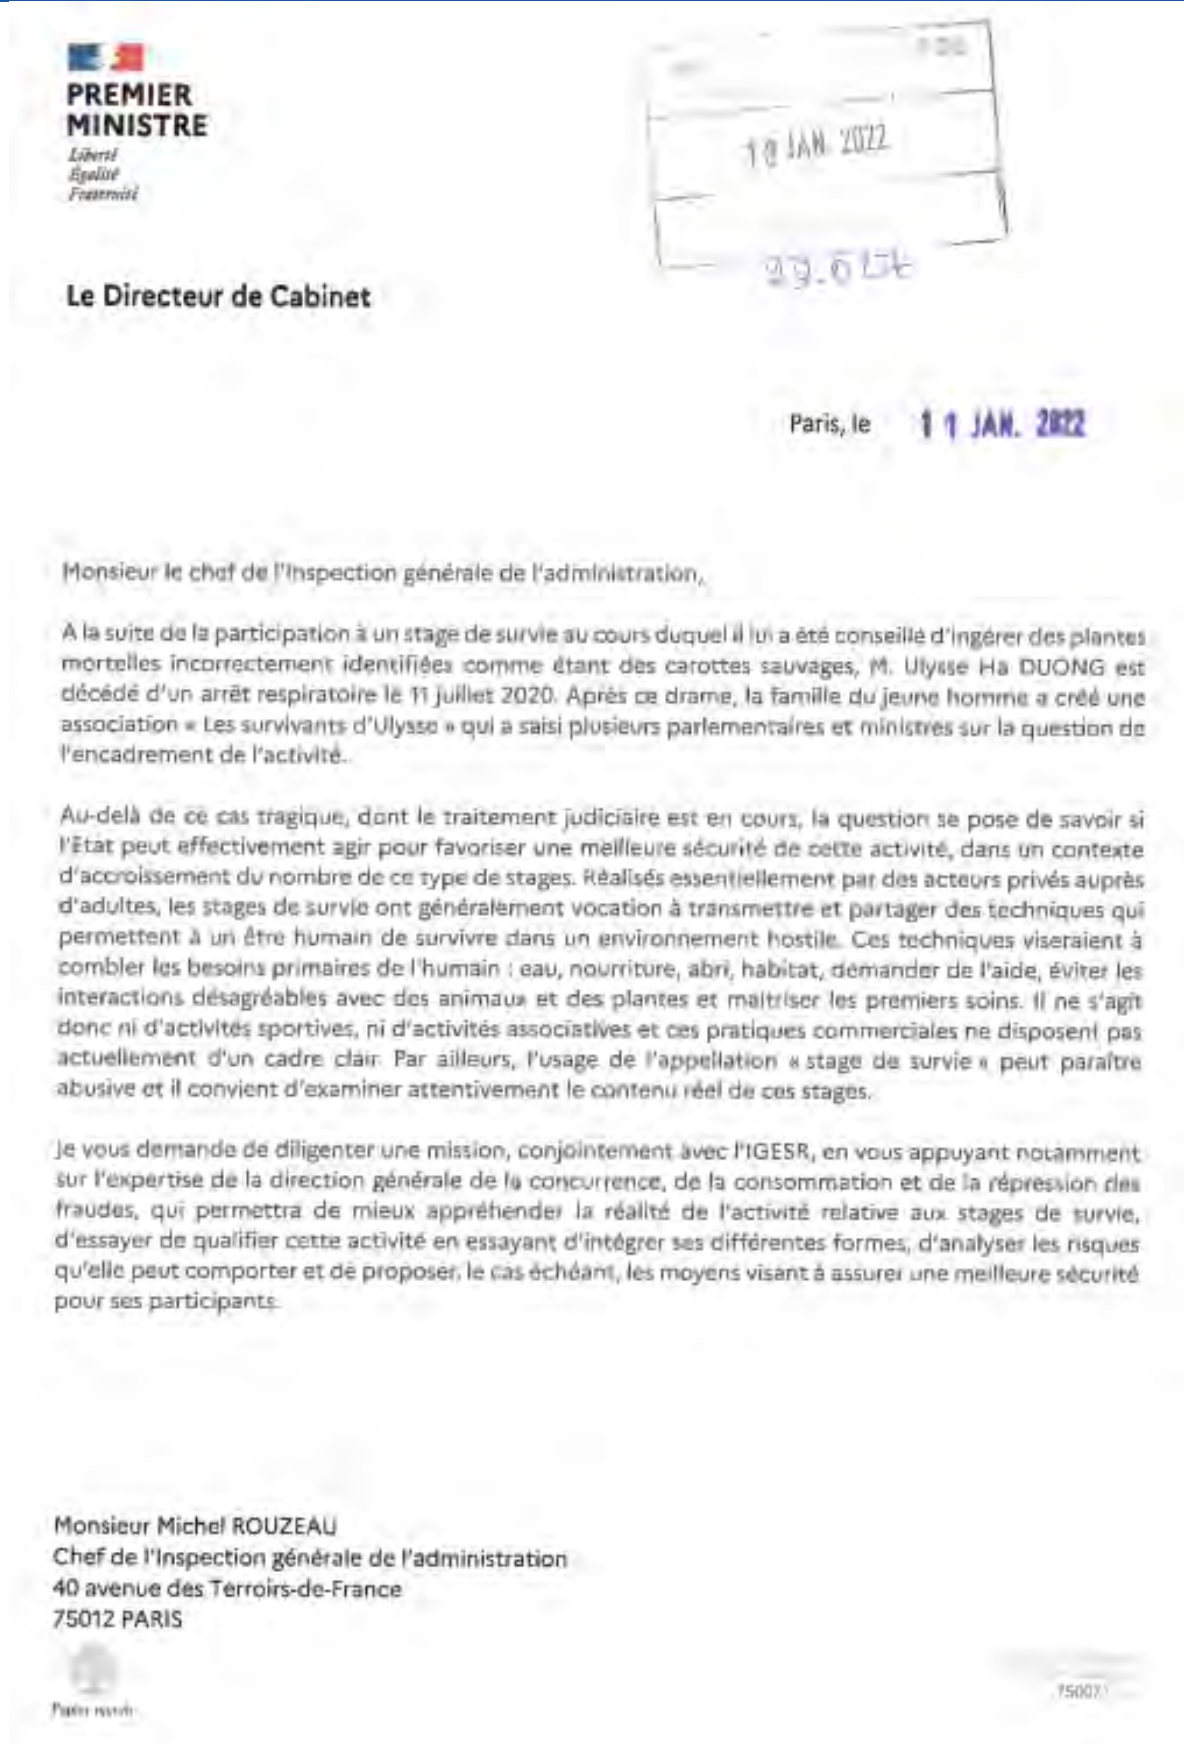 PREMIER
MINISTRE
Liberté
Égalité
Fraternité
JAN. 2022
Le Directeur de Cabinet
Paris, le 11 JAN. 2022
Monsieur le chef de l'Inspection générale de l'administration,
A la suite de la participation à un stage de survie au cours duquel il lui a été conseillé d'ingérer des plantes
mortelles incorrectement identifiées comme étant des carottes sauvages, M. Ulysse Ha DUONG est
décédé d'un arrêt respiratoire le 11 juillet 2020. Après ce drame, la famille du jeune homme a créé une
association « Les survivants d'Ulysse » qui a saisi plusieurs parlementaires et ministres sur la question de
l'encadrement de l'activité.
Au-delà de ce cas tragique, dont le traitement judiciaire est en cours, la question se pose de savoir si
l'Etat peut effectivement agir pour favoriser une meilleure sécurité de cette activité, dans un contexte
d'accroissement du nombre de ce type de stages. Réalisés essentiellement par des acteurs privés auprès
d'adultes, les stages de survie ont généralement vocation à transmettre et partager des techniques qui
permettent à un être humain de survivre dans un environnement hostile. Ces techniques viseraient à
combler les besoins primaires de l'humain : eau, nourriture, abri, habitat, demander de l'aide, éviter les
interactions désagréables avec des animaux et des plantes et maîtriser les premiers soins. Il ne s'agit
donc ni d'activités sportives, ni d'activités associatives et ces pratiques commerciales ne disposent pas
actuellement d'un cadre clair. Par ailleurs, l'usage de l'appellation « stage de survie » peut paraître
abusive et il convient d'examiner attentivement le contenu réel de ces stages.
Je vous demande de diligenter une mission, conjointement avec l'IGESR, en vous appuyant notamment
sur l'expertise de la direction générale de la concurrence, de la consommation et de la répression des
fraudes, qui permettra de mieux appréhender la réalité de l'activité relative aux stages de survie,
d'essayer de qualifier cette activité en essayant d'intégrer ses différentes formes, d'analyser les risques
qu'elle peut comporter et de proposer, le cas échéant, les moyens visant à assurer une meilleure sécurité
pour ses participants.
Monsieur Michel ROUZEAU
Chef de l'Inspection générale de l'administration
40 avenue des Terroirs-de-France
75012 PARIS
Papier recyclé